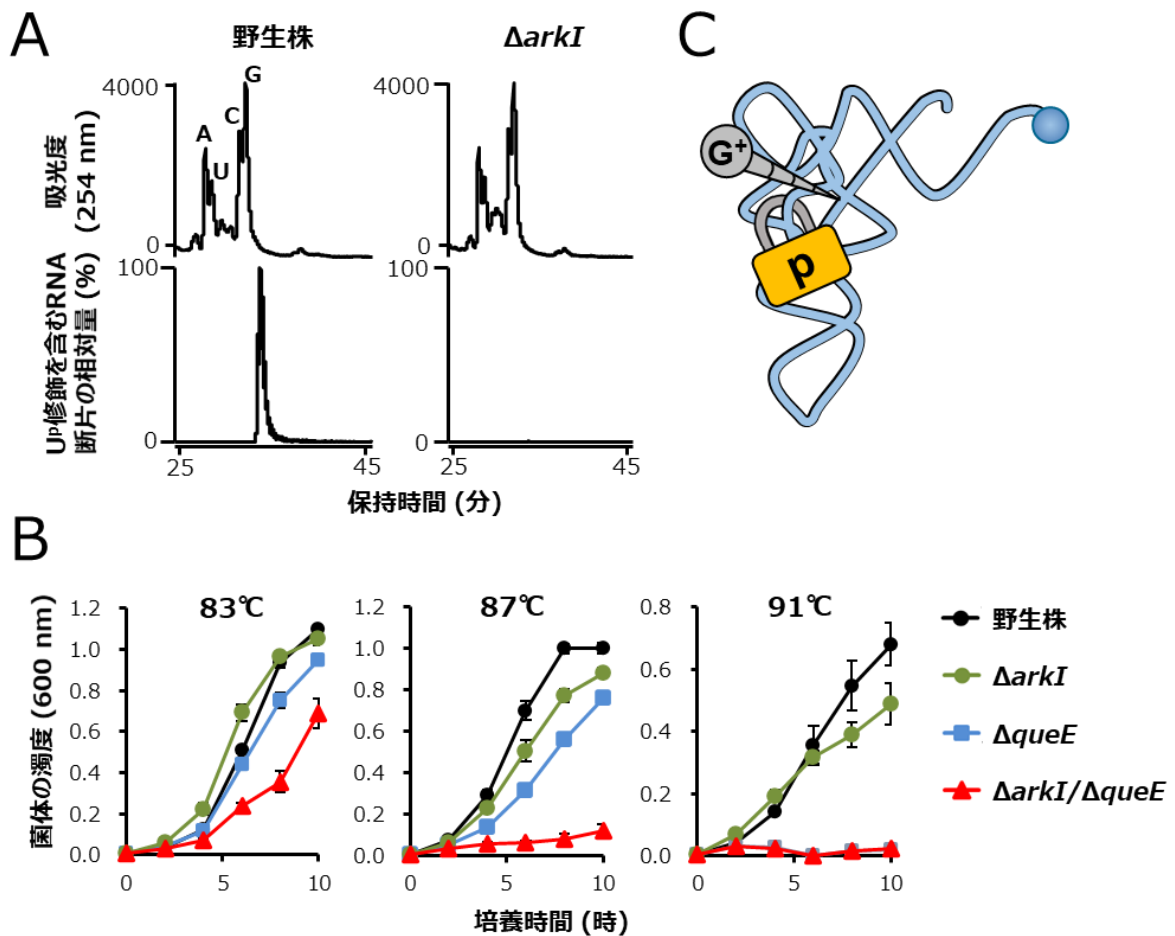 A
野生株
ΔarkI
4000
0
A
U
C
G
4000
0
吸光度
(254 nm)
100
0
100
0
Uᵖ修飾を含むRNA
断片の相対量 (%)
25
45
25
45
保持時間 (分)
C
G⁺
p
B
83℃
87℃
91℃
1.2
1.0
0.8
0.6
0.4
0.2
0.0
0
5
10
1.2
1.0
0.8
0.6
0.4
0.2
0.0
0
5
10
0.8
0.6
0.4
0.2
0.0
0
5
10
菌体の濁度 (600 nm)
培養時間 (時)
野生株
ΔarkI
ΔqueE
ΔarkI/ΔqueE